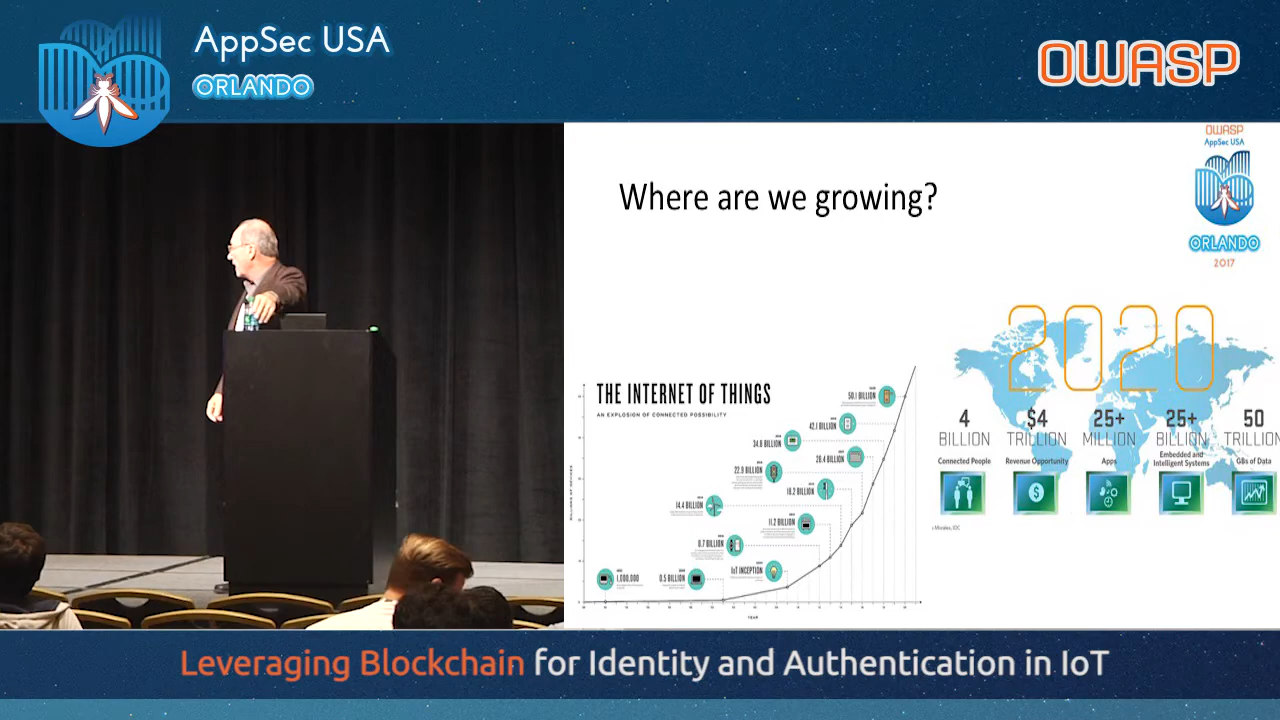 AppSec USA
ORLANDO
OWASP
OWASP
AppSec USA
ORLANDO
2017
Where are we growing?
2020
4
BILLION
Connected People
$4
TRILLION
Revenue Opportunity
25+
MILLION
Apps
25+
BILLION
Embedded and
Intelligent Systems
50
TRILLION
GBs of Data
THE INTERNET OF THINGS
AN EXPLOSION OF CONNECTED POSSIBILITY
50.1 BILLION
42.1 BILLION
34.8 BILLION
28.4 BILLION
22.9 BILLION
18.2 BILLION
14.4 BILLION
11.2 BILLION
8.7 BILLION
IoT INCEPTION
0.5 BILLION
1,000,000
YEAR
Leveraging Blockchain for Identity and Authentication in IoT